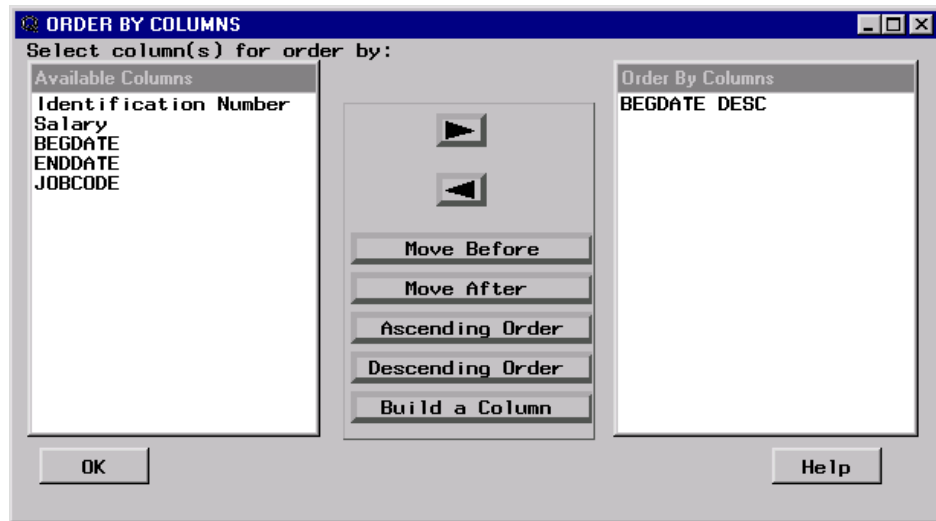 ORDER BY COLUMNS
Select column(s) for order by:
Available Columns
Identification Number
Salary
BEGDATE
ENDDATE
JOBCODE
Move Before
Move After
Ascending Order
Descending Order
Build a Column
Order By Columns
BEGDATE DESC
OK
Help